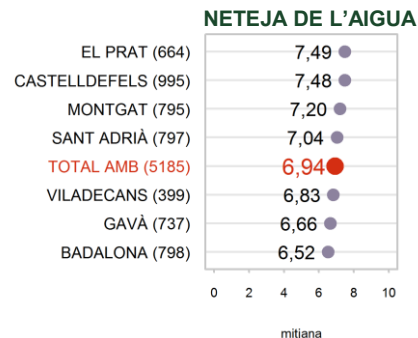 NETEJA DE L'AIGUA
EL PRAT (664) 7,49
CASTELLDEFELS (995) 7,48
MONTGAT (795) 7,20
SANT ADRIÀ (797) 7,04
TOTAL AMB (5185) 6,94
VILADECANS (399) 6,83
GAVÀ (737) 6,66
BADALONA (798) 6,52
0 2 4 6 8 10
mitiana